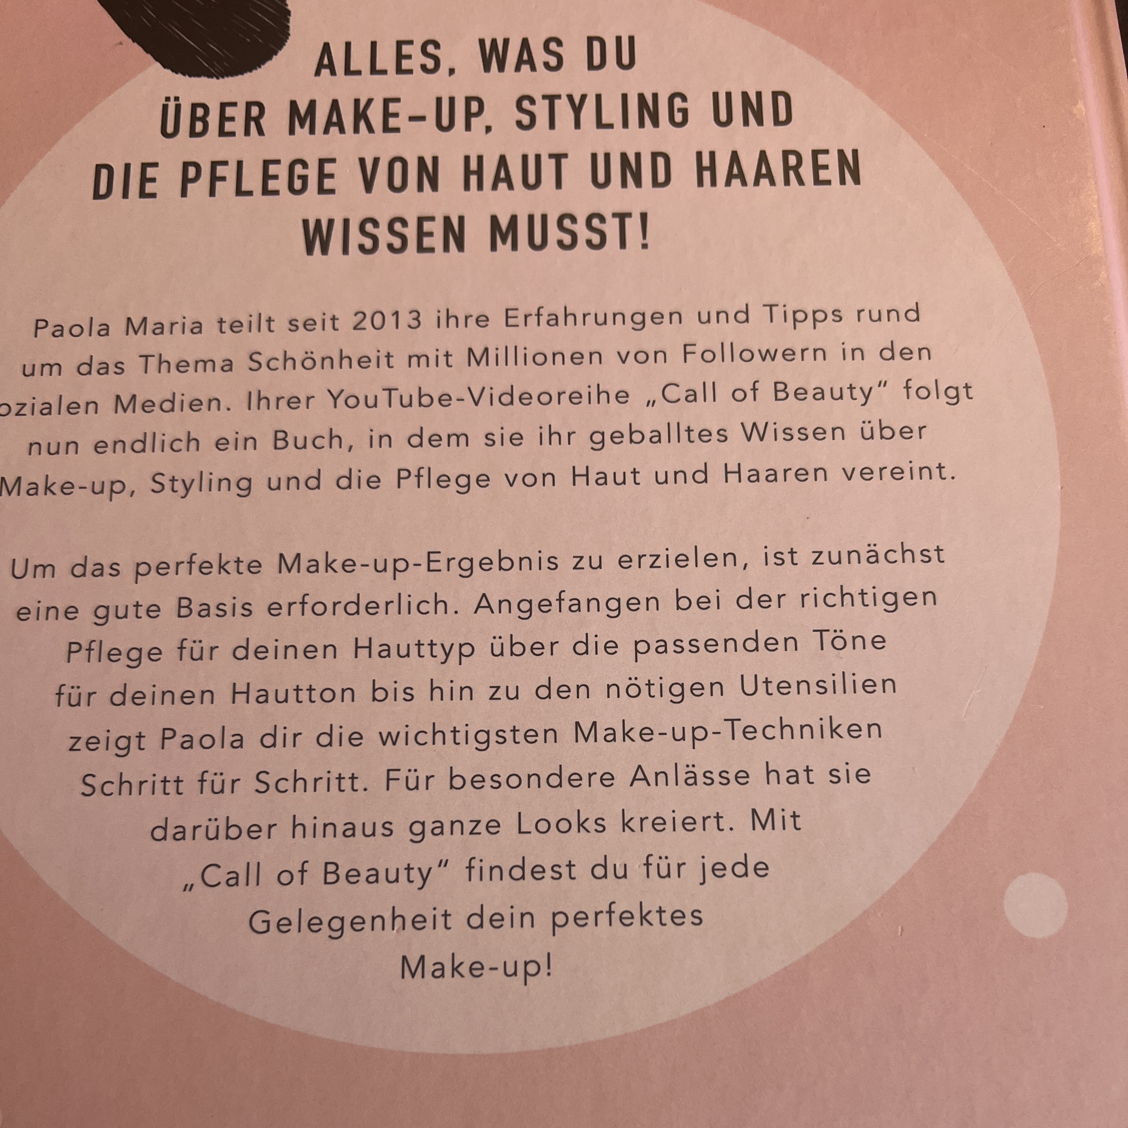 ALLES, WAS DU
ÜBER MAKE-UP, STYLING UND
DIE PFLEGE VON HAUT UND HAAREN
WISSEN MUSST!
Paola Maria teilt seit 2013 ihre Erfahrungen und Tipps rund
um das Thema Schönheit mit Millionen von Followern in den
ozialen Medien. Ihrer YouTube-Videoreihe „Call of Beauty“ folgt
nun endlich ein Buch, in dem sie ihr geballtes Wissen über
Make-up, Styling und die Pflege von Haut und Haaren vereint.
Um das perfekte Make-up-Ergebnis zu erzielen, ist zunächst
eine gute Basis erforderlich. Angefangen bei der richtigen
Pflege für deinen Hauttyp über die passenden Töne
für deinen Hautton bis hin zu den nötigen Utensilien
zeigt Paola dir die wichtigsten Make-up-Techniken
Schritt für Schritt. Für besondere Anlässe hat sie
darüber hinaus ganze Looks kreiert. Mit
„Call of Beauty“ findest du für jede
Gelegenheit dein perfektes
Make-up!